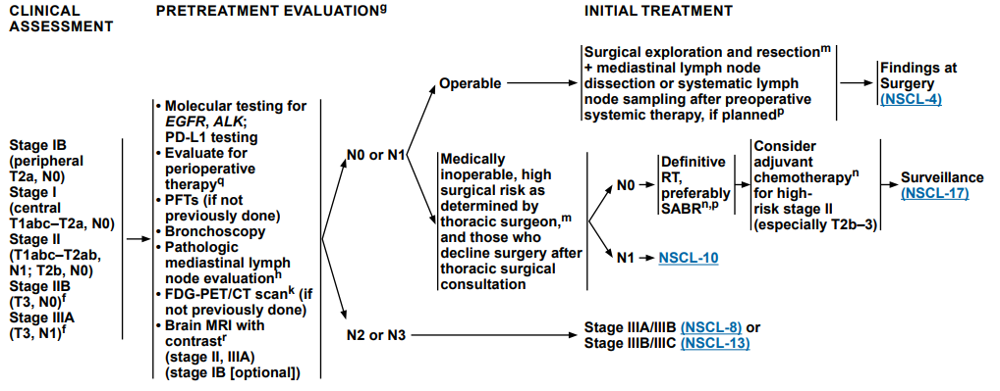 CLINICAL
ASSESSMENT
PRETREATMENT EVALUATIONg
INITIAL TREATMENT
Stage IB
(peripheral
T2a, N0)
Stage I
(central
T1abc–T2a, N0)
Stage II
(T1abc–T2ab,
N1; T2b, N0)
Stage IIB
(T3, N0)f
Stage IIIA
(T3, N1)f
• Molecular testing for
EGFR, ALK;
PD-L1 testing
• Evaluate for
perioperative
therapyq
• PFTs (if not
previously done)
• Bronchoscopy
• Pathologic
mediastinal lymph
node evaluationh
• FDG-PET/CT scank (if
not previously done)
• Brain MRI with
contrastr
(stage II, IIIA)
(stage IB [optional])
N0 or N1
Operable
Surgical exploration and resectionm
+ mediastinal lymph node
dissection or systematic lymph
node sampling after preoperative
systemic therapy, if plannedp
Findings at
Surgery
(NSCL-4)
Medically
inoperable, high
surgical risk as
determined by
thoracic surgeon,m
and those who
decline surgery after
thoracic surgical
consultation
N0
Definitive
RT,
preferably
SABRn,p
Consider
adjuvant
chemotherapyn
for high-
risk stage II
(especially T2b–3)
Surveillance
(NSCL-17)
N1
NSCL-10
N2 or N3
Stage IIIA/IIIB (NSCL-8) or
Stage IIIB/IIIC (NSCL-13)